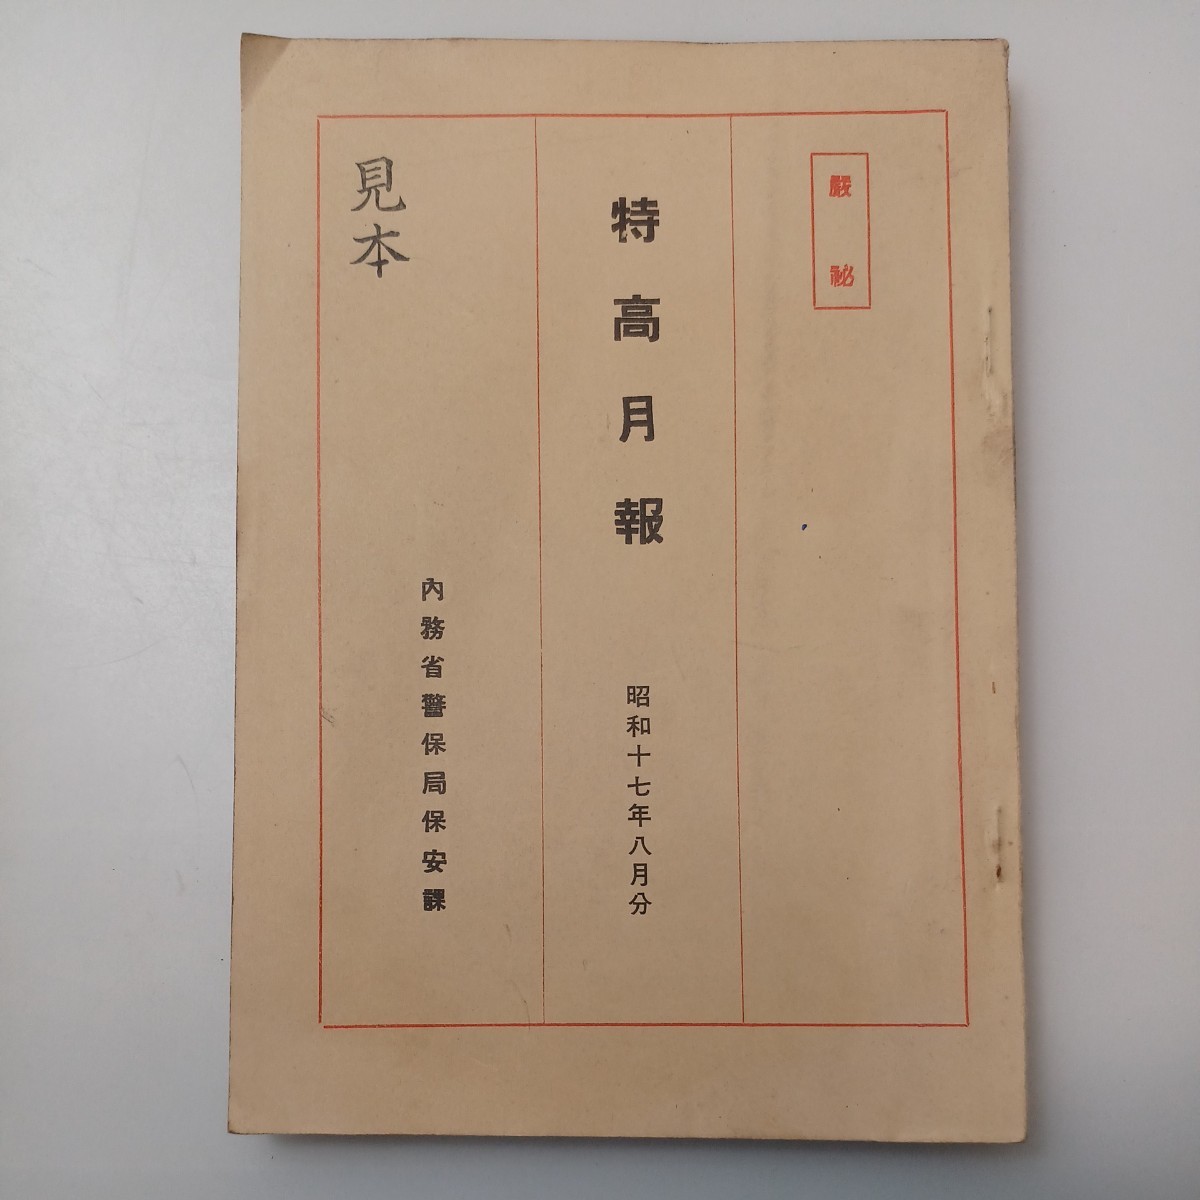 嚴秘
特高月報
昭和十七年八月分
見本
內務省警保局保安課